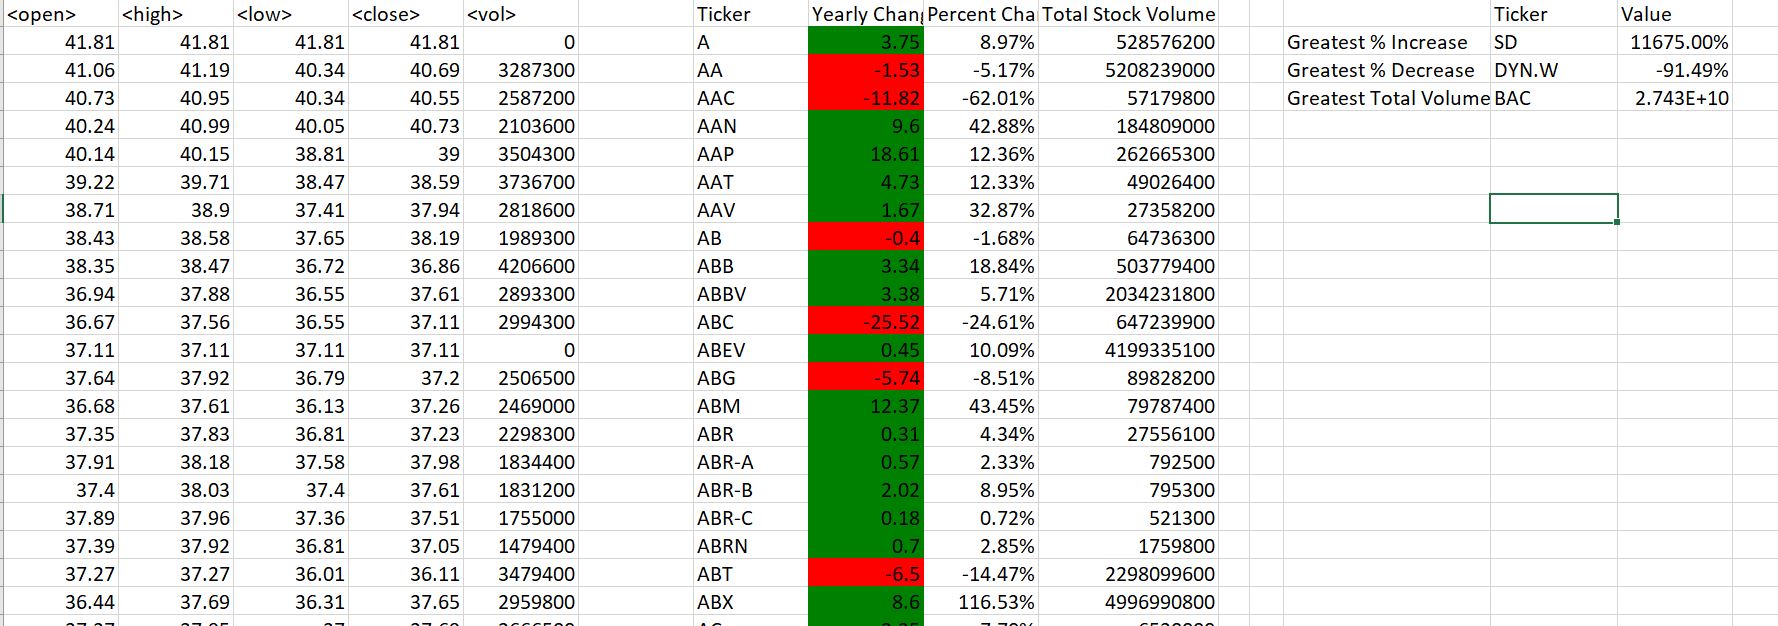 <open> <high> <low> <close> <vol> Ticker Yearly Chang Percent Cha Total Stock Volume Ticker Value
41.81 41.81 41.81 41.81 0 A 3.75 8.97% 528576200 Greatest % Increase SD 11675.00%
41.06 41.19 40.34 40.69 3287300 AA -1.53 -5.17% 5208239000 Greatest % Decrease DYN.W -91.49%
40.73 40.95 40.34 40.55 2587200 AAC -11.82 -62.01% 57179800 Greatest Total Volume BAC 2.743E+10
40.24 40.99 40.05 40.73 2103600 AAN 9.6 42.88% 184809000
40.14 40.15 38.81 39 3504300 AAP 18.61 12.36% 262665300
39.22 39.71 38.47 38.59 3736700 AAT 4.73 12.33% 49026400
38.71 38.9 37.41 37.94 2818600 AAV 1.67 32.87% 27358200
38.43 38.58 37.65 38.19 1989300 AB -0.4 -1.68% 64736300
38.35 38.47 36.72 36.86 4206600 ABB 3.34 18.84% 503779400
36.94 37.88 36.55 37.61 2893300 ABBV 3.38 5.71% 2034231800
36.67 37.56 36.55 37.11 2994300 ABC -25.52 -24.61% 647239900
37.11 37.11 37.11 37.11 0 ABEV 0.45 10.09% 4199335100
37.64 37.92 36.79 37.2 2506500 ABG -5.74 -8.51% 89828200
36.68 37.61 36.13 37.26 2469000 ABM 12.37 43.45% 79787400
37.35 37.83 36.81 37.23 2298300 ABR 0.31 4.34% 27556100
37.91 38.18 37.58 37.98 1834400 ABR-A 0.57 2.33% 792500
37.4 38.03 37.4 37.61 1831200 ABR-B 2.02 8.95% 795300
37.89 37.96 37.36 37.51 1755000 ABR-C 0.18 0.72% 521300
37.39 37.92 36.81 37.05 1479400 ABRN 0.7 2.85% 1759800
37.27 37.27 36.01 36.11 3479400 ABT -6.5 -14.47% 2298099600
36.44 37.69 36.31 37.65 2959800 ABX 8.6 116.53% 4996990800